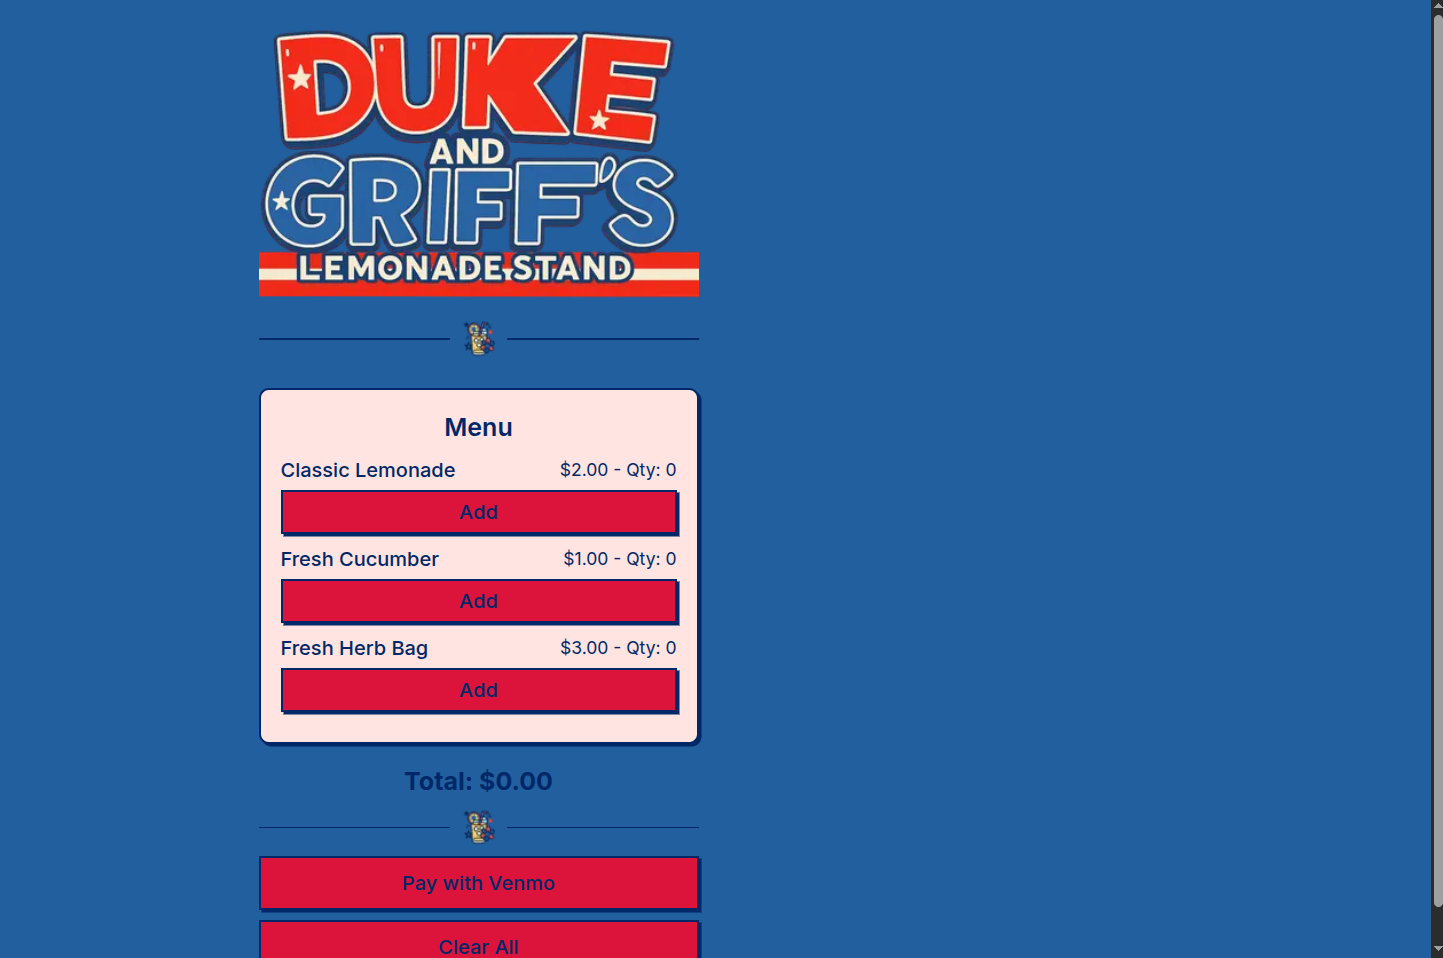 DUKE
AND
GRIFF'S
LEMONADE STAND
Menu
Classic Lemonade $2.00 - Qty: 0
Add
Fresh Cucumber $1.00 - Qty: 0
Add
Fresh Herb Bag $3.00 - Qty: 0
Add
Total: $0.00
Pay with Venmo
Clear All